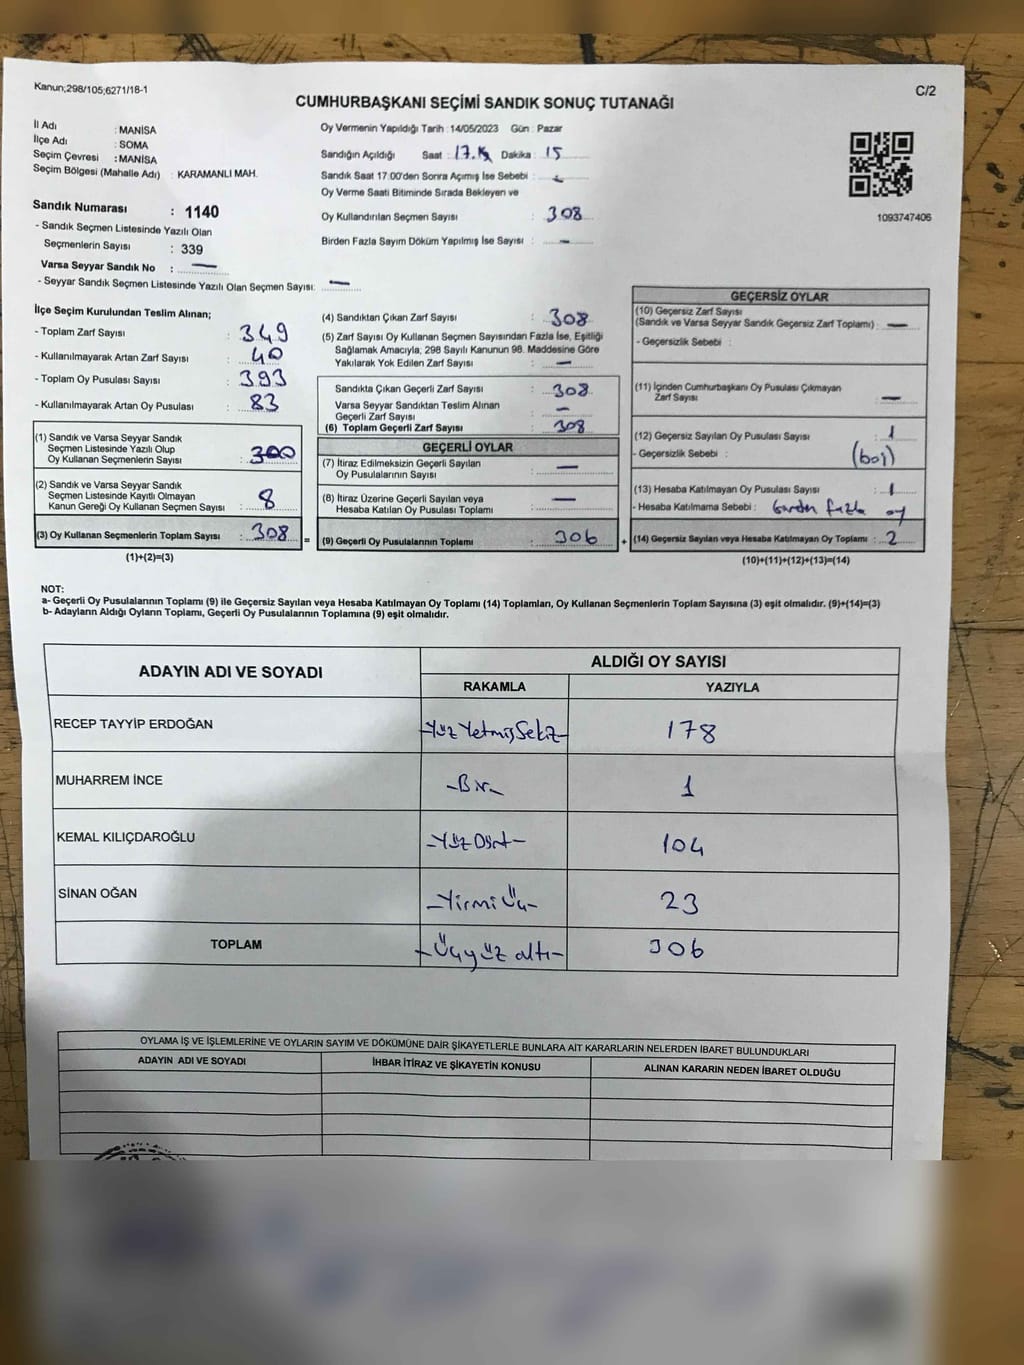 Kanun;298/105;6271/18-1
C/2
CUMHURBAŞKANI SEÇİMİ SANDIK SONUÇ TUTANAĞI
İl Adı : MANİSA
İlçe Adı : SOMA
Seçim Çevresi : MANİSA
Seçim Bölgesi (Mahalle Adı) : KARAMANLI MAH.
Sandık Numarası : 1140
- Sandık Seçmen Listesinde Yazılı Olan
Seçmenlerin Sayısı : 339
Varsa Seyyar Sandık No : —
- Seyyar Sandık Seçmen Listesinde Yazılı Olan Seçmen Sayısı: —
Oy Vermenin Yapıldığı Tarih : 14/05/2023 Gün : Pazar
Sandığın Açıldığı Saat : 17. Dakika : 15
Sandık Saat 17:00'den Sonra Açımış İse Sebebi :
Oy Verme Saati Bitiminde Sırada Bekleyen ve
Oy Kullandırılan Seçmen Sayısı : 308
Birden Fazla Sayım Döküm Yapılmış İse Sayısı : —
1093747406
İlçe Seçim Kurulundan Teslim Alınan;
- Toplam Zarf Sayısı : 349
- Kullanılmayarak Artan Zarf Sayısı : 40
- Toplam Oy Pusulası Sayısı : 393
- Kullanılmayarak Artan Oy Pusulası : 83
(1) Sandık ve Varsa Seyyar Sandık
Seçmen Listesinde Yazılı Olup
Oy Kullanan Seçmenlerin Sayısı : 300
(2) Sandık ve Varsa Seyyar Sandık
Seçmen Listesinde Kayıtlı Olmayan
Kanun Gereği Oy Kullanan Seçmen Sayısı : 8
(3) Oy Kullanan Seçmenlerin Toplam Sayısı : 308
(1)+(2)=(3)
=
(4) Sandıktan Çıkan Zarf Sayısı : 308
(5) Zarf Sayısı Oy Kullanan Seçmen Sayısından Fazla İse, Eşitliği
Sağlamak Amacıyla, 298 Sayılı Kanunun 98. Maddesine Göre
Yakılarak Yok Edilen Zarf Sayısı : —
Sandıkta Çıkan Geçerli Zarf Sayısı : 308
Varsa Seyyar Sandıktan Teslim Alınan
Geçerli Zarf Sayısı : —
(6) Toplam Geçerli Zarf Sayısı : 308
GEÇERLİ OYLAR
(7) İtiraz Edilmeksizin Geçerli Sayılan
Oy Pusulalarının Sayısı : —
(8) İtiraz Üzerine Geçerli Sayılan veya
Hesaba Katılan Oy Pusulası Toplamı : —
(9) Geçerli Oy Pusulalarının Toplamı : 306
+
GEÇERSİZ OYLAR
(10) Geçersiz Zarf Sayısı
(Sandık ve Varsa Seyyar Sandık Geçersiz Zarf Toplamı) : —
- Geçersizlik Sebebi :
(11) İçinden Cumhurbaşkanı Oy Pusulası Çıkmayan
Zarf Sayısı : —
(12) Geçersiz Sayılan Oy Pusulası Sayısı : 1
- Geçersizlik Sebebi : (boş)
(13) Hesaba Katılmayan Oy Pusulası Sayısı : 1
- Hesaba Katılmama Sebebi : birden fazla oy
(14) Geçersiz Sayılan veya Hesaba Katılmayan Oy Toplamı : 2
(10)+(11)+(12)+(13)=(14)
NOT:
a- Geçerli Oy Pusulalarının Toplamı (9) ile Geçersiz Sayılan veya Hesaba Katılmayan Oy Toplamı (14) Toplamları, Oy Kullanan Seçmenlerin Toplam Sayısına (3) eşit olmalıdır. (9)+(14)=(3)
b- Adayların Aldığı Oyların Toplamı, Geçerli Oy Pusulalarının Toplamına (9) eşit olmalıdır.
ADAYIN ADI VE SOYADI
ALDIĞI OY SAYISI
RAKAMLA YAZIYLA
RECEP TAYYİP ERDOĞAN -Yüz Yetmiş Sekiz- 178
MUHARREM İNCE -Bir- 1
KEMAL KILIÇDAROĞLU -Yüz Dört- 104
SİNAN OĞAN -Yirmi Üç- 23
TOPLAM -Üçyüz altı- 306
OYLAMA İŞ VE İŞLEMLERİNE VE OYLARIN SAYIM VE DÖKÜMÜNE DAİR ŞİKAYETLERLE BUNLARA AİT KARARLARIN NELERDEN İBARET BULUNDUKLARI
ADAYIN ADI VE SOYADI İHBAR İTİRAZ VE ŞİKAYETİN KONUSU ALINAN KARARIN NEDEN İBARET OLDUĞU